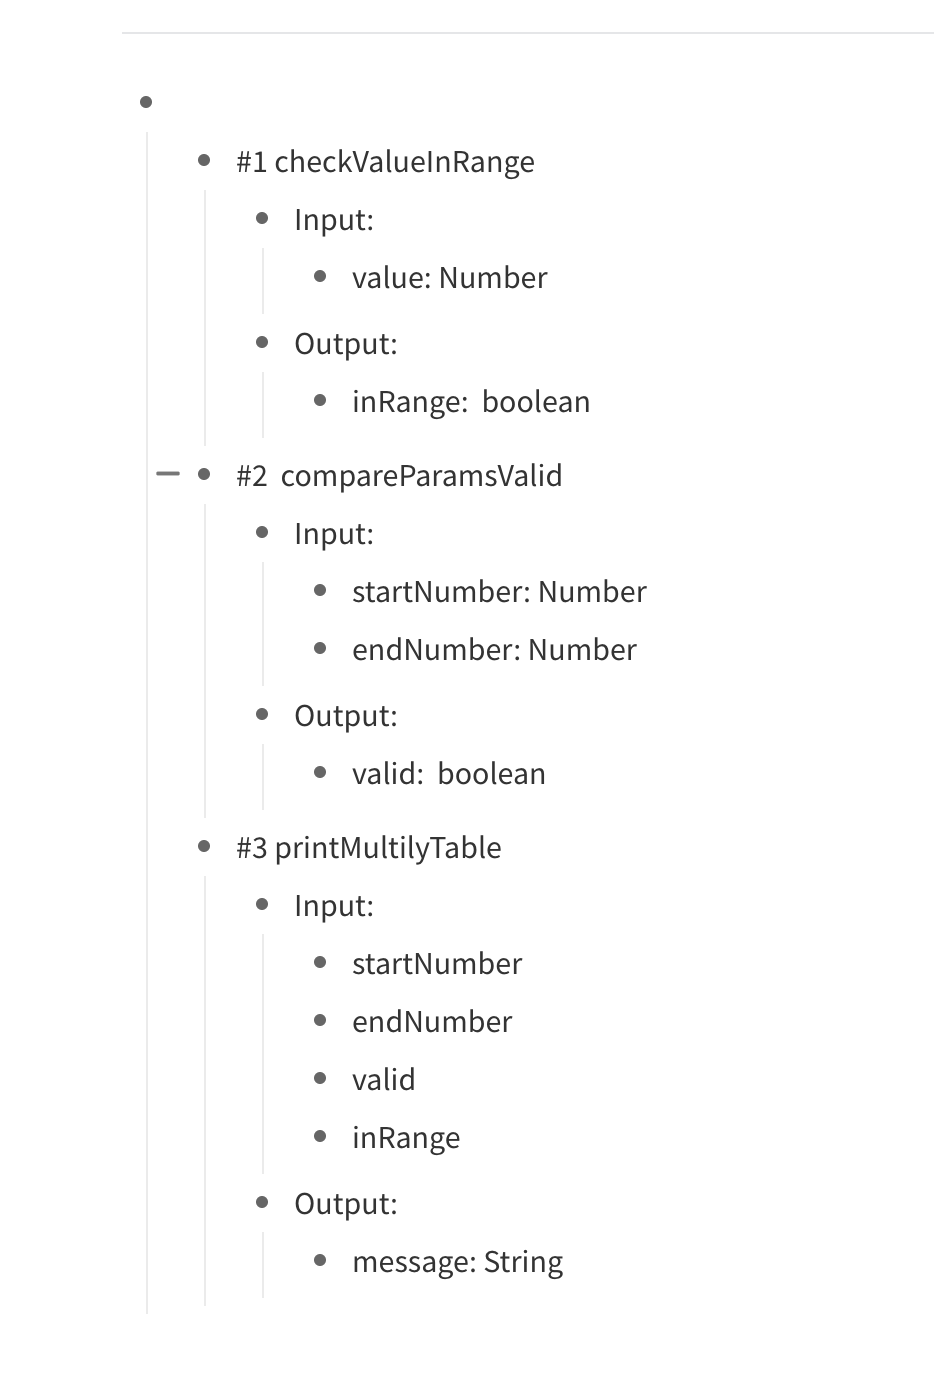 #1 checkValueInRange
Input:
value: Number
Output:
inRange:  boolean
#2  compareParamsValid
Input:
startNumber: Number
endNumber: Number
Output:
valid:  boolean
#3 printMultilyTable
Input:
startNumber
endNumber
valid
inRange
Output:
message: String